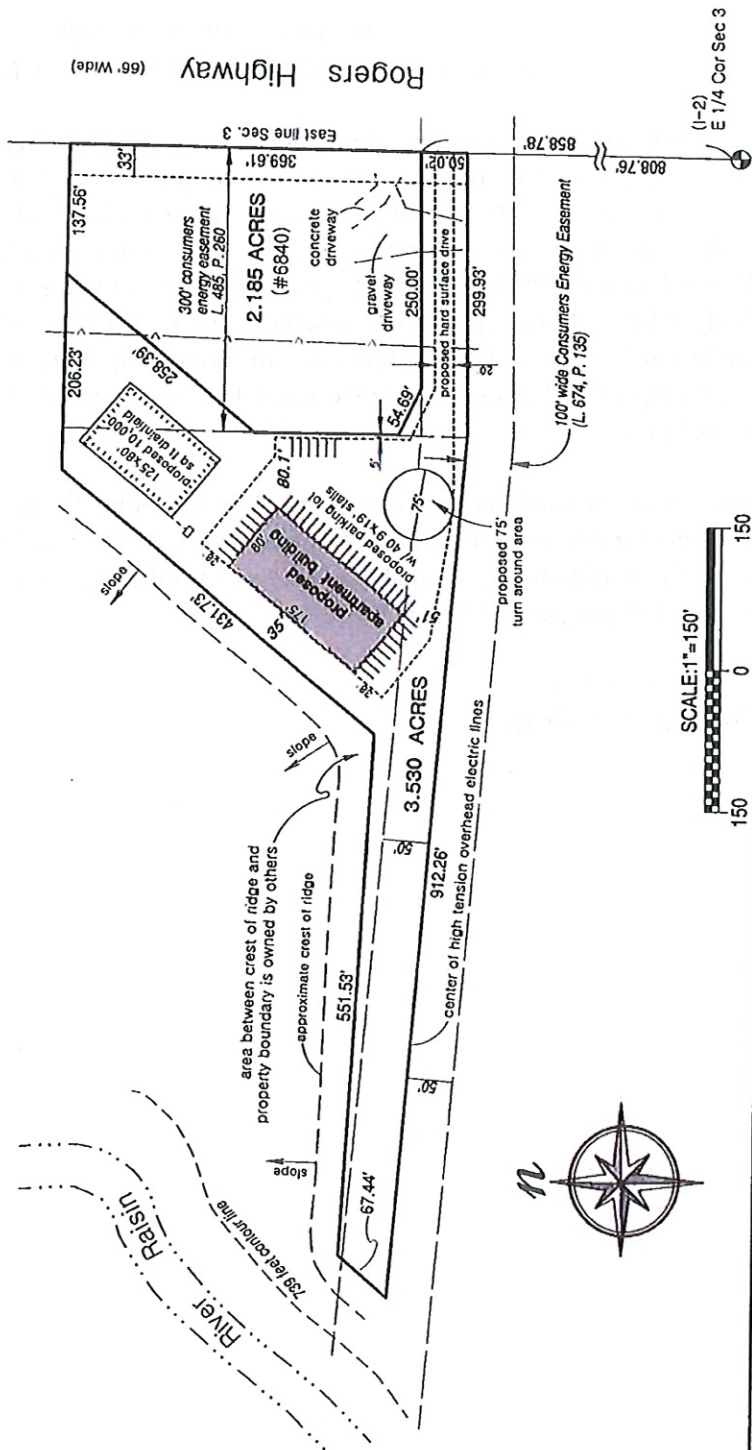 Rogers Highway (66' Wide)
East line Sec. 3
33'
137.56'
369.61'
50.02'
858.78'
808.76'
(I-2)
E 1/4 Cor Sec 3
300' consumers
energy easement
L. 485, P. 260
2.185 ACRES
(#6840)
concrete
driveway
gravel
driveway
250.00'
proposed hard surface drive
20'
299.93'
100' wide Consumers Energy Easement
(L. 674, P. 135)
206.23'
258.39'
54.69'
5'
80.1'
125'x80'
proposed 10,000
sq ft drainfield
D
proposed parking lot
w/ 40 9'x19' stalls
75'
proposed 75'
turn around area
28'
80'
proposed
apartment building
175'
35'
51'
28'
slope
431.73'
slope
3.530 ACRES
area between crest of ridge and
property boundary is owned by others
approximate crest of ridge
551.53'
50'
912.26'
center of high tension overhead electric lines
50'
slope
67.44'
739 feet contour line
River Raisin
n
SCALE:1"=150'
150 0 150